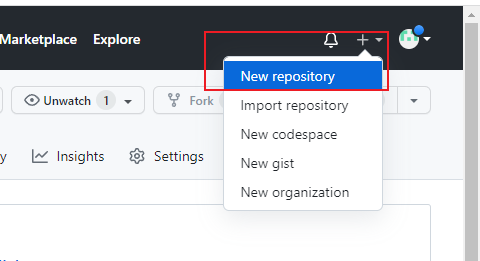 Marketplace Explore
New repository
Unwatch 1 Fork
Import repository
New codespace
Insights Settings
New gist
New organization